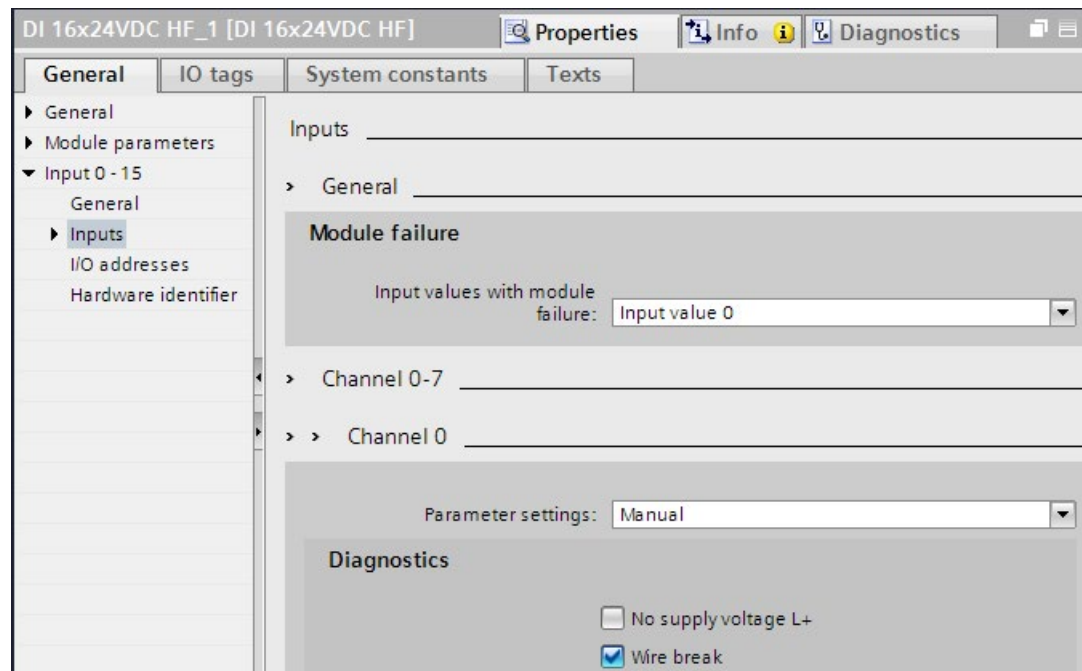 DI 16x24VDC HF_1 [DI 16x24VDC HF]
Properties
Info
Diagnostics
General
IO tags
System constants
Texts
General
Module parameters
Input 0 - 15
General
Inputs
I/O addresses
Hardware identifier
Inputs
General
Module failure
Input values with module
failure:
Input value 0
Channel 0-7
Channel 0
Parameter settings:
Manual
Diagnostics
No supply voltage L+
Wire break